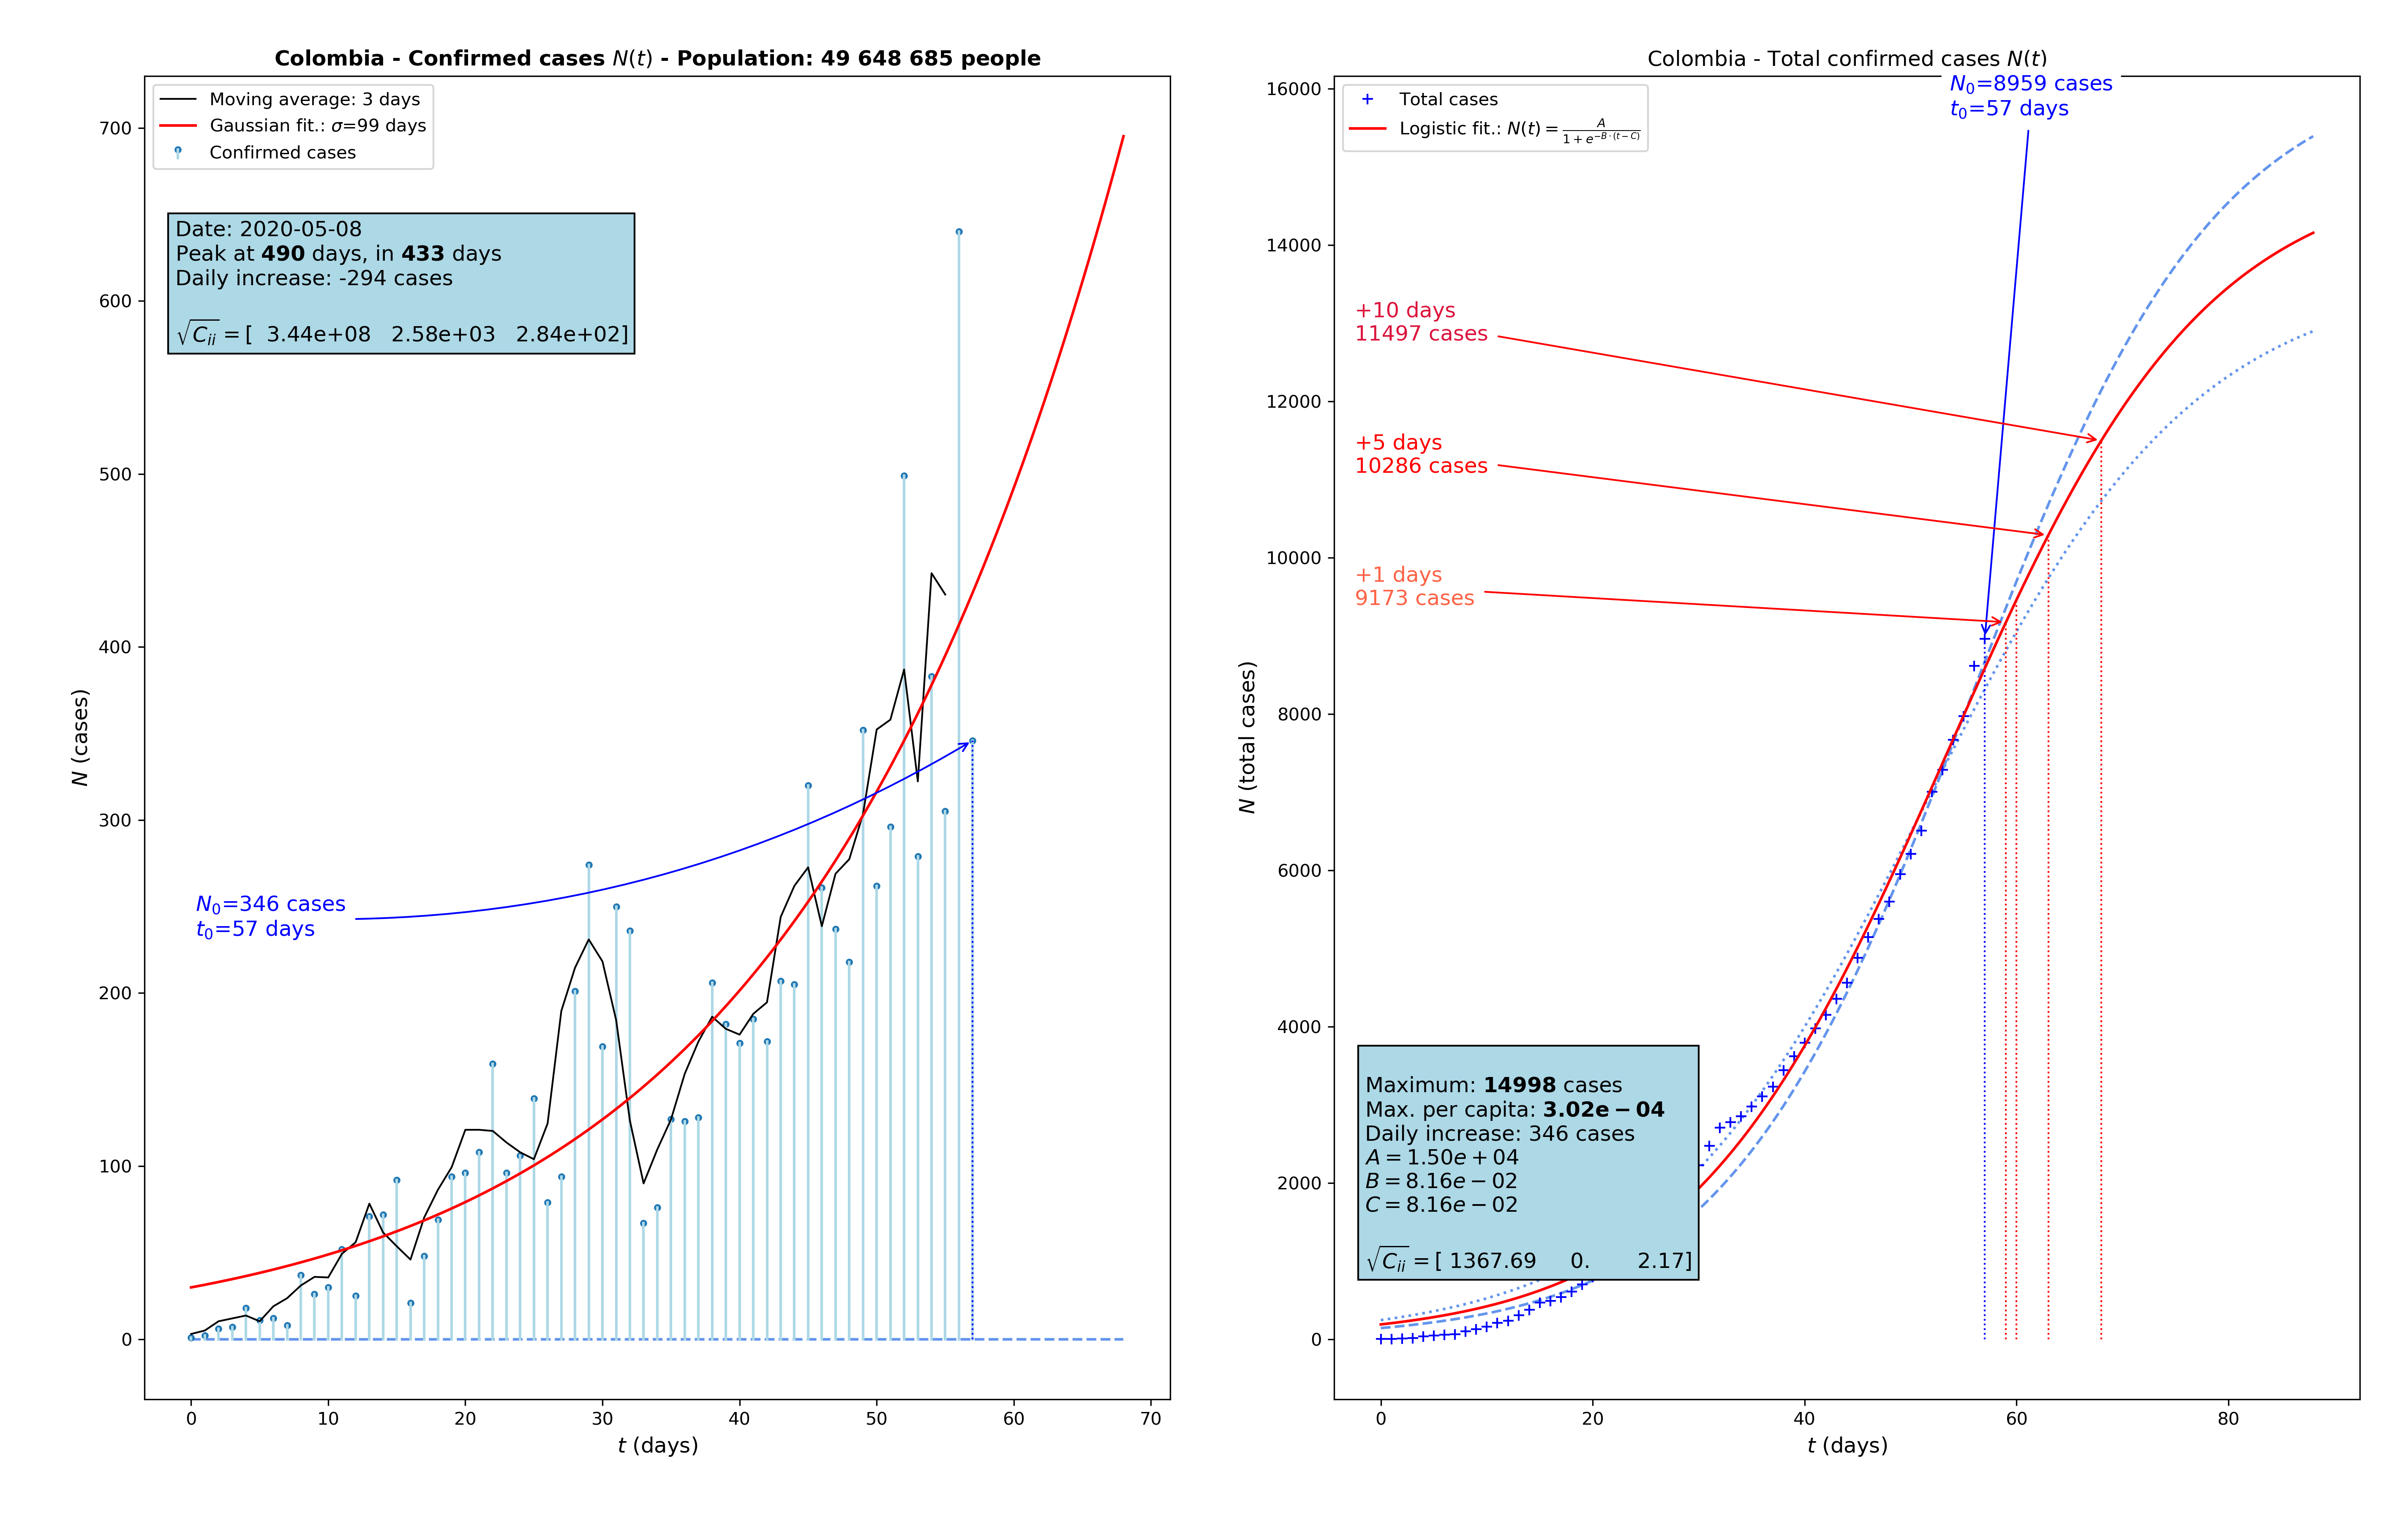 Colombia - Confirmed cases N(t) - Population: 49 648 685 people
Moving average: 3 days
Gaussian fit.: σ=99 days
Confirmed cases
Date: 2020-05-08
Peak at 490 days, in 433 days
Daily increase: -294 cases
√C_ii = [ 3.44e+08 2.58e+03 2.84e+02]
N_0=346 cases
t_0=57 days
700
600
500
400
300
200
100
0
N (cases)
0 10 20 30 40 50 60 70
t (days)
Colombia - Total confirmed cases N(t)
N_0=8959 cases
t_0=57 days
Total cases
Logistic fit.: N(t) = A / (1 + e^{-B·(t-C)})
+10 days
11497 cases
+5 days
10286 cases
+1 days
9173 cases
Maximum: 14998 cases
Max. per capita: 3.02e − 04
Daily increase: 346 cases
A = 1.50e + 04
B = 8.16e − 02
C = 8.16e − 02
√C_ii = [ 1367.69 0. 2.17]
16000
14000
12000
10000
8000
6000
4000
2000
0
N (total cases)
0 20 40 60 80
t (days)